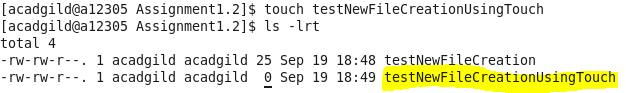 [acadgild@a12305 Assignment1.2]$ touch testNewFileCreationUsingTouch
[acadgild@a12305 Assignment1.2]$ ls -lrt
total 4
-rw-rw-r--. 1 acadgild acadgild 25 Sep 19 18:48 testNewFileCreation
-rw-rw-r--. 1 acadgild acadgild  0 Sep 19 18:49 testNewFileCreationUsingTouch